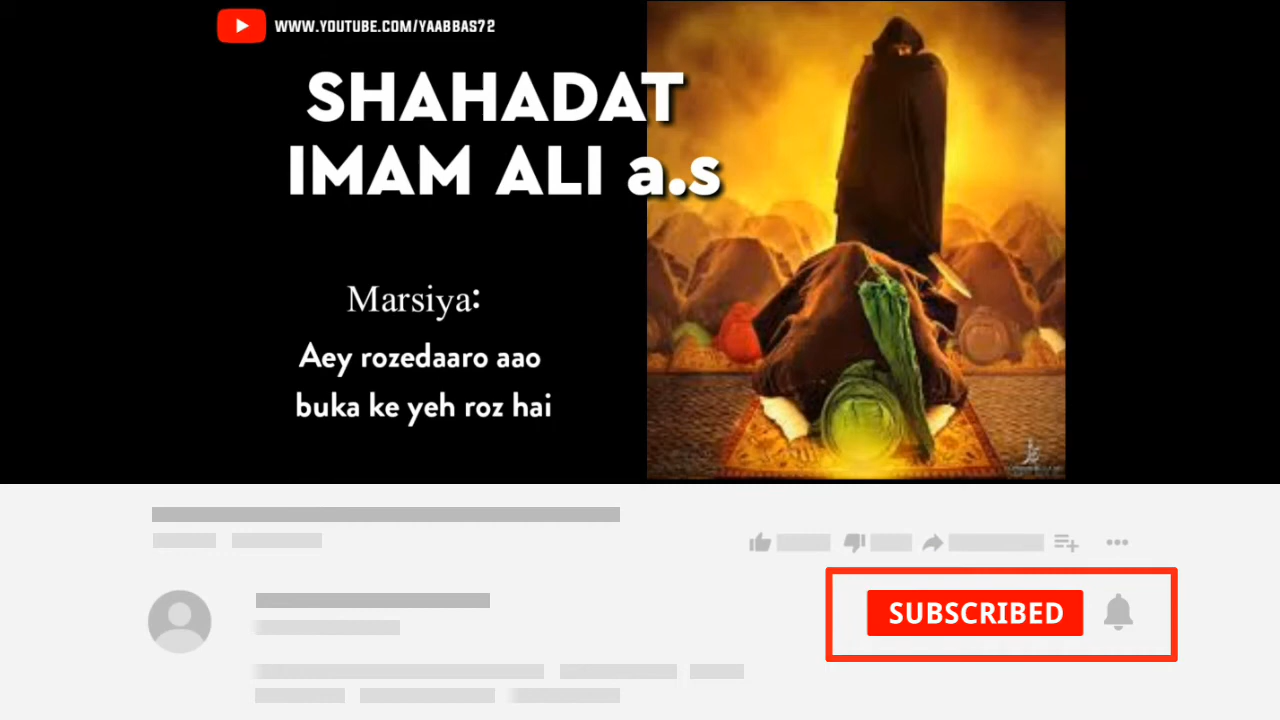 WWW.YOUTUBE.COM/YAABBAS72
SHAHADAT
IMAM ALI a.s
Marsiya:
Aey rozedaaro aao
buka ke yeh roz hai
SUBSCRIBED